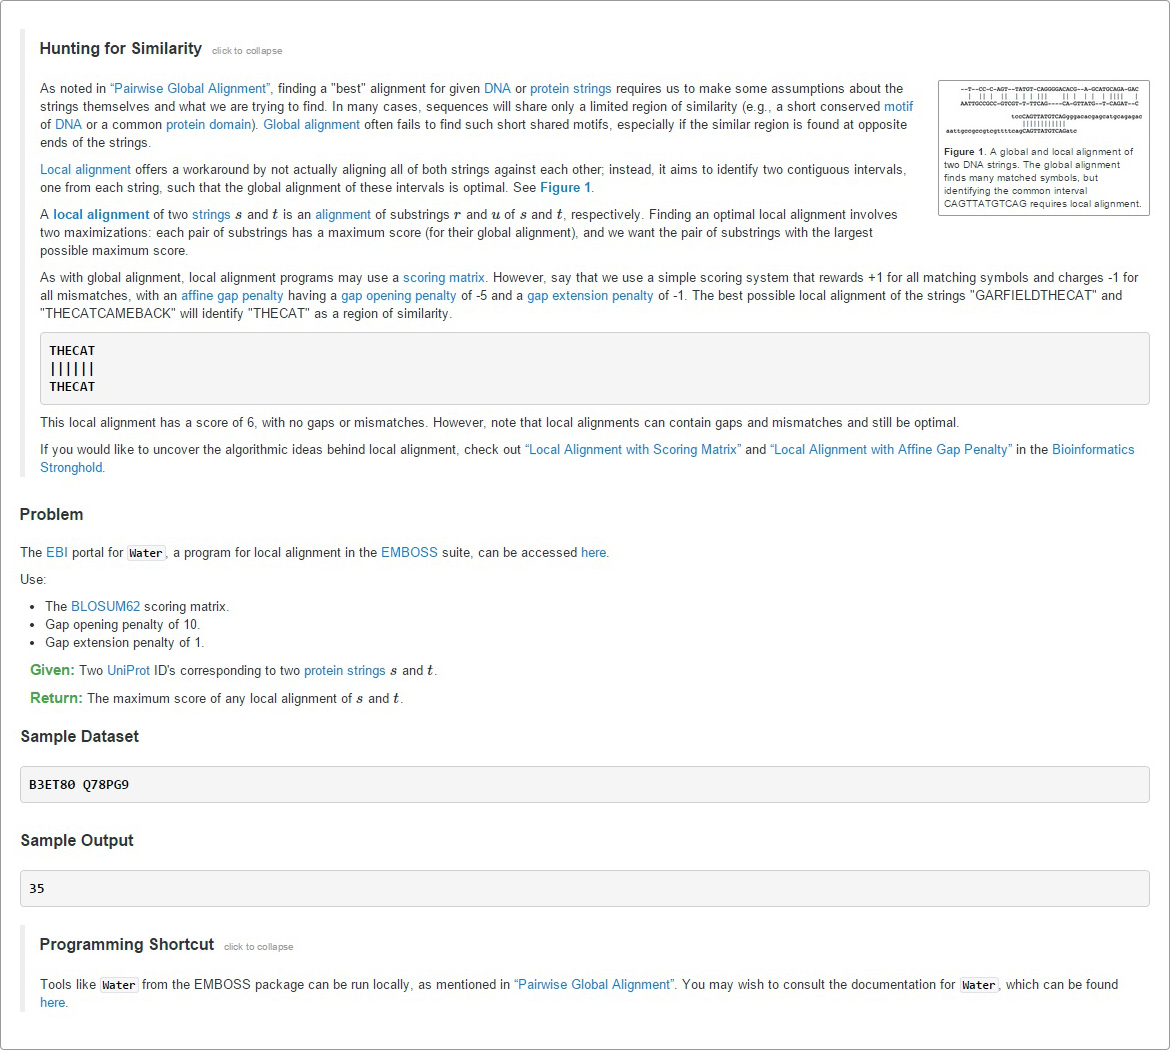 Hunting for Similarity click to collapse
As noted in “Pairwise Global Alignment”, finding a "best" alignment for given DNA or protein strings requires us to make some assumptions about the
strings themselves and what we are trying to find. In many cases, sequences will share only a limited region of similarity (e.g., a short conserved motif
of DNA or a common protein domain). Global alignment often fails to find such short shared motifs, especially if the similar region is found at opposite
ends of the strings.
Local alignment offers a workaround by not actually aligning all of both strings against each other; instead, it aims to identify two contiguous intervals,
one from each string, such that the global alignment of these intervals is optimal. See Figure 1.
A local alignment of two strings s and t is an alignment of substrings r and u of s and t, respectively. Finding an optimal local alignment involves
two maximizations: each pair of substrings has a maximum score (for their global alignment), and we want the pair of substrings with the largest
possible maximum score.
--T--CC-C-AGT--TATGT-CAGGGGACACG--A-GCATGCAGA-GAC
AATTGCCGCC-GTCGT-T-TTCAG----CA-GTTATG--T-CAGAT--C
tccCAGTTATGTCAGgggacacgagcatgcagagac
||||||||||||
aattgccgccgtcgttttcagCAGTTATGTCAGatc
Figure 1. A global and local alignment of
two DNA strings. The global alignment
finds many matched symbols, but
identifying the common interval
CAGTTATGTCAG requires local alignment.
As with global alignment, local alignment programs may use a scoring matrix. However, say that we use a simple scoring system that rewards +1 for all matching symbols and charges -1 for
all mismatches, with an affine gap penalty having a gap opening penalty of -5 and a gap extension penalty of -1. The best possible local alignment of the strings "GARFIELDTHECAT" and
"THECATCAMEBACK" will identify "THECAT" as a region of similarity.
THECAT
||||||
THECAT
This local alignment has a score of 6, with no gaps or mismatches. However, note that local alignments can contain gaps and mismatches and still be optimal.
If you would like to uncover the algorithmic ideas behind local alignment, check out “Local Alignment with Scoring Matrix” and “Local Alignment with Affine Gap Penalty” in the Bioinformatics
Stronghold.
Problem
The EBI portal for Water, a program for local alignment in the EMBOSS suite, can be accessed here.
Use:
• The BLOSUM62 scoring matrix.
• Gap opening penalty of 10.
• Gap extension penalty of 1.
Given: Two UniProt ID's corresponding to two protein strings s and t.
Return: The maximum score of any local alignment of s and t.
Sample Dataset
B3ET80 Q78PG9
Sample Output
35
Programming Shortcut click to collapse
Tools like Water from the EMBOSS package can be run locally, as mentioned in “Pairwise Global Alignment”. You may wish to consult the documentation for Water, which can be found
here.